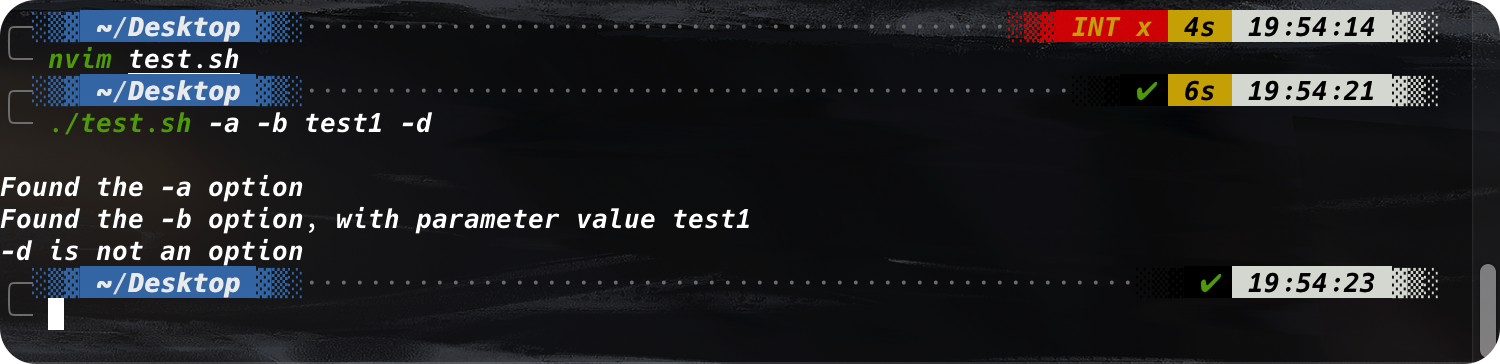 ~/Desktop INT x 4s 19:54:14
nvim test.sh
~/Desktop ✔ 6s 19:54:21
./test.sh -a -b test1 -d
Found the -a option
Found the -b option, with parameter value test1
-d is not an option
~/Desktop ✔ 19:54:23